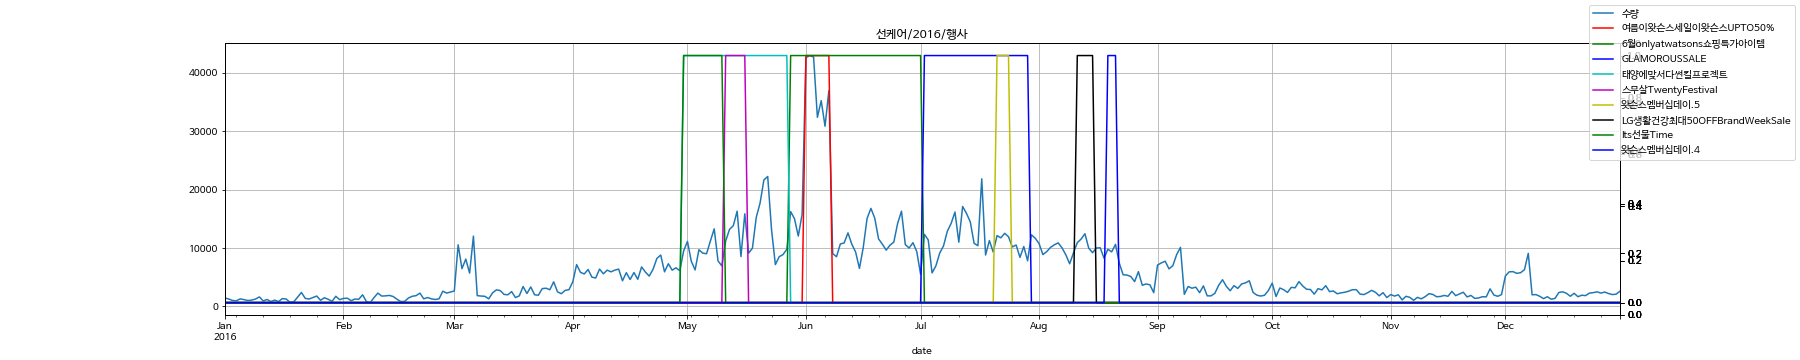 선케어/2016/행사
수량
여름이왓슨스세일이왓슨스UPTO50%
6월onlyatwatsons쇼핑특가아이템
GLAMOROUSSALE
태양에맞서다썬킬프로젝트
스무살TwentyFestival
왓슨스멤버십데이.5
LG생활건강최대50OFFBrandWeekSale
Its선물Time
왓슨스멤버십데이.4
40000
30000
20000
10000
0
0.4
0.4
0.2
0.2
0.0
0.0
Jan
2016
Feb
Mar
Apr
May
Jun
Jul
Aug
Sep
Oct
Nov
Dec
date